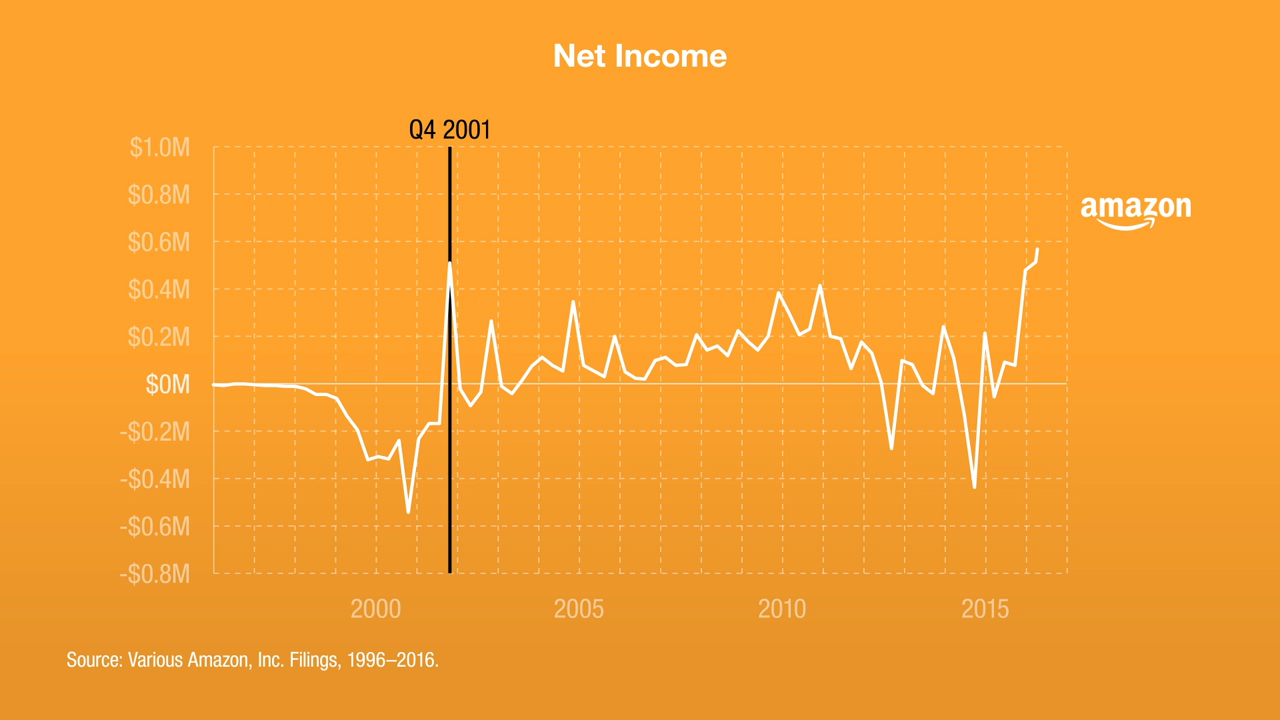 Net Income
Q4 2001
$1.0M
$0.8M
amazon
$0.6M
$0.4M
$0.2M
$0M
-$0.2M
-$0.4M
-$0.6M
-$0.8M
2000 2005 2010 2015
Source: Various Amazon, Inc. Filings, 1996–2016.